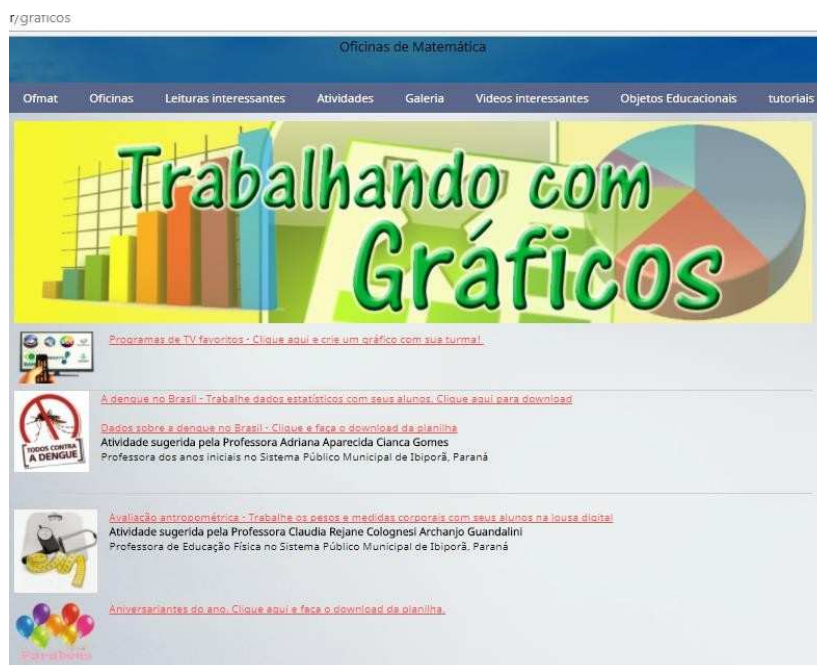 r/graficos
Oficinas de Matemática
Ofmat Oficinas Leituras interessantes Atividades Galeria Videos interessantes Objetos Educacionais tutoriais
Trabalhando com
Gráficos
Programas de TV favoritos - Clique aqui e crie um gráfico com sua turma!
A dengue no Brasil - Trabalhe dados estatísticos com seus alunos. Clique aqui para download
Dados sobre a dengue no Brasil - Clique e faça o download da planilha
Atividade sugerida pela Professora Adriana Aparecida Cianca Gomes
TODOS CONTRA
A DENGUE
Professora dos anos iniciais no Sistema Público Municipal de Ibiporã, Paraná
Avaliação antropométrica - Trabalhe os pesos e medidas corporais com seus alunos na lousa digital
Atividade sugerida pela Professora Claudia Rejane Colognesi Archanjo Guandalini
Professora de Educação Física no Sistema Público Municipal de Ibiporã, Paraná
Aniversariantes do ano. Clique aqui e faça o download da planilha.
Parabéns